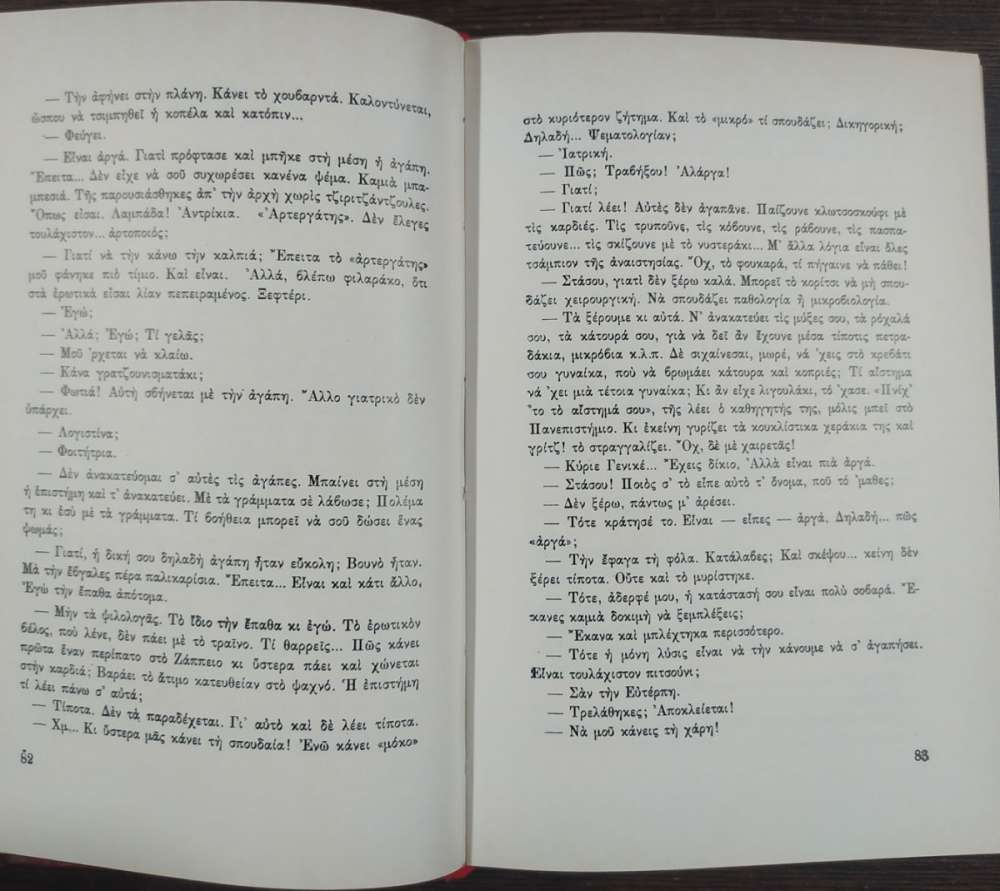 — Τὴν ἀφήνει στὴν πλάνη. Κάνει τὸ χουβαρντά. Καλοντύνεται,
ὥσπου νὰ τσιμπηθεῖ ἡ κοπέλα καὶ κατόπιν...
— Φεύγει.
— Εἶναι ἀργά. Γιατὶ πρόφτασε καὶ μπῆκε στὴ μέση ἡ ἀγάπη.
Ἔπειτα... Δὲν εἶχε νὰ σοῦ συχωρέσει κανένα ψέμα. Καμιὰ μπα-
μπεσιά. Τῆς παρουσιάσθηκες ἀπ' τὴν ἀρχὴ χωρὶς τζιριτζάντζουλες.
Ὅπως εἶσαι. Λαμπάδα! Ἀντρίκια. «Ἀρτεργάτης». Δὲν ἔλεγες
τουλάχιστον... ἀρτοποιός;
— Γιατί νὰ τὴν κάνω τὴν καλπιά; Ἔπειτα τὸ «ἀρτεργάτης»
μοῦ φάνηκε πιὸ τίμιο. Καὶ εἶναι. Ἀλλά, βλέπω φιλαράκο, ὅτι
στὰ ἐρωτικὰ εἶσαι λίαν πεπειραμένος. Ξεφτέρι.
— Ἐγώ;
— Ἀλλά; Ἐγώ; Τί γελᾶς;
— Μοῦ ᾽ρχεται νὰ κλαίω.
— Κάνα γρατζουνισματάκι;
— Φωτιά! Αὐτὴ σβήνεται μὲ τὴν ἀγάπη. Ἄλλο γιατρικὸ δὲν
ὑπάρχει.
— Λογιστίνα;
— Φοιτήτρια.
— Δὲν ἀνακατεύομαι σ' αὐτὲς τὶς ἀγάπες. Μπαίνει στὴ μέση
ἡ ἐπιστήμη καὶ τ' ἀνακατεύει. Μὲ τὰ γράμματα σὲ λάβωσε; Πολέμα
τη κι ἐσὺ μὲ τὰ γράμματα. Τί βοήθεια μπορεῖ νὰ σοῦ δώσει ἕνας
ψωμάς;
— Γιατί, ἡ δική σου δηλαδὴ ἀγάπη ἦταν εὔκολη; Βουνὸ ἦταν.
Μὰ τὴν ἔβγαλες πέρα παλικαρίσια. Ἔπειτα... Εἶναι καὶ κάτι ἄλλο,
Ἐγὼ τὴν ἔπαθα ἀπότομα.
— Μὴν τὰ ψιλολογᾶς. Τὸ ἴδιο τὴν ἔπαθα κι ἐγώ. Τὸ ἐρωτικὸν
βέλος, ποὺ λένε, δὲν πάει μὲ τὸ τραῖνο. Τί θαρρεῖς... Πὼς κάνει
πρῶτα ἕναν περίπατο στὸ Ζάππειο κι ὕστερα πάει καὶ χώνεται
στὴν καρδιά; Βαράει τὸ ἄτιμο κατευθείαν στὸ ψαχνό. Ἡ ἐπιστήμη
τί λέει πάνω σ' αὐτά;
— Τίποτα. Δὲν τὰ παραδέχεται. Γι' αὐτὸ καὶ δὲ λέει τίποτα.
— Χμ... Κι ὕστερα μᾶς κάνει τὴ σπουδαία! Ἐνῶ κάνει «μόκο»
82
στὸ κυριότερον ζήτημα. Καὶ τὸ «μικρὸ» τί σπουδάζει; Δικηγορική;
Δηλαδή... Ψεματολογίαν;
— Ἰατρική.
— Πῶς; Τραβήξου! Ἀλάργα!
— Γιατί;
— Γιατί λέει! Αὐτὲς δὲν ἀγαπᾶνε. Παίζουνε κλωτσοσκούφι μὲ
τὶς καρδιές. Τὶς τρυποῦνε, τὶς κόβουνε, τὶς ράβουνε, τὶς πασπα-
τεύουνε... τὶς σκίζουνε μὲ τὸ νυστεράκι... Μ' ἄλλα λόγια εἶναι ὅλες
τσάμπιον τῆς ἀναιστησίας. Ὄχ, τὸ φουκαρά, τί πήγαινε νὰ πάθει!
— Στάσου, γιατὶ δὲν ξέρω καλά. Μπορεῖ τὸ κορίτσι νὰ μὴ σπου-
δάζει χειρουργική. Νὰ σπουδάζει παθολογία ἢ μικροβιολογία.
— Τὰ ξέρουμε κι αὐτά. Ν' ἀνακατεύει τὶς μύξες σου, τὰ ρόχαλά
σου, τὰ κάτουρά σου, γιὰ νὰ δεῖ ἂν ἔχουνε μέσα τίποτις πετρα-
δάκια, μικρόβια κ.λ.π. Δὲ σιχαίνεσαι, μωρέ, νά ᾽χεις στὸ κρεβάτι
σου γυναίκα, ποὺ νὰ βρωμάει κάτουρα καὶ κοπριές; Τί αἴστημα
νά ᾽χει μιὰ τέτοια γυναίκα; Κι ἂν εἶχε λιγουλάκι, τό ᾽χασε. «Πνίχ'
᾽το τὸ αἴστημά σου», τῆς λέει ὁ καθηγητής της, μόλις μπεῖ στὸ
Πανεπιστήμιο. Κι ἐκείνη γυρίζει τὰ κουκλίστικα χεράκια της καὶ
γρίτζ! τὸ στραγγαλίζει. Ὄχ, δὲ μὲ χαιρετᾶς!
— Κύριε Γενικέ... Ἔχεις δίκιο, Ἀλλὰ εἶναι πιὰ ἀργά.
— Στάσου! Ποιὸς σ' τὸ εἶπε αὐτὸ τ' ὄνομα, ποῦ τό ᾽μαθες;
— Δὲν ξέρω, πάντως μ' ἀρέσει.
— Τότε κράτησέ το. Εἶναι — εἶπες — ἀργά, Δηλαδή... πῶς
«ἀργά»;
— Τὴν ἔφαγα τὴ φόλα. Κατάλαβες; Καὶ σκέψου... κείνη δὲν
ξέρει τίποτα. Οὔτε καὶ τὸ μυρίστηκε.
— Τότε, ἀδερφέ μου, ἡ κατάστασή σου εἶναι πολὺ σοβαρά. Ἔ-
κανες καμιὰ δοκιμὴ νὰ ξεμπλέξεις;
— Ἔκανα καὶ μπλέχτηκα περισσότερο.
— Τότε ἡ μόνη λύσις εἶναι νὰ τὴν κάνουμε νὰ σ' ἀγαπήσει.
Εἶναι τουλάχιστον πιτσούνι;
— Σὰν τὴν Εὐτέρπη.
— Τρελάθηκες; Ἀποκλείεται!
— Νὰ μοῦ κάνεις τὴ χάρη!
83